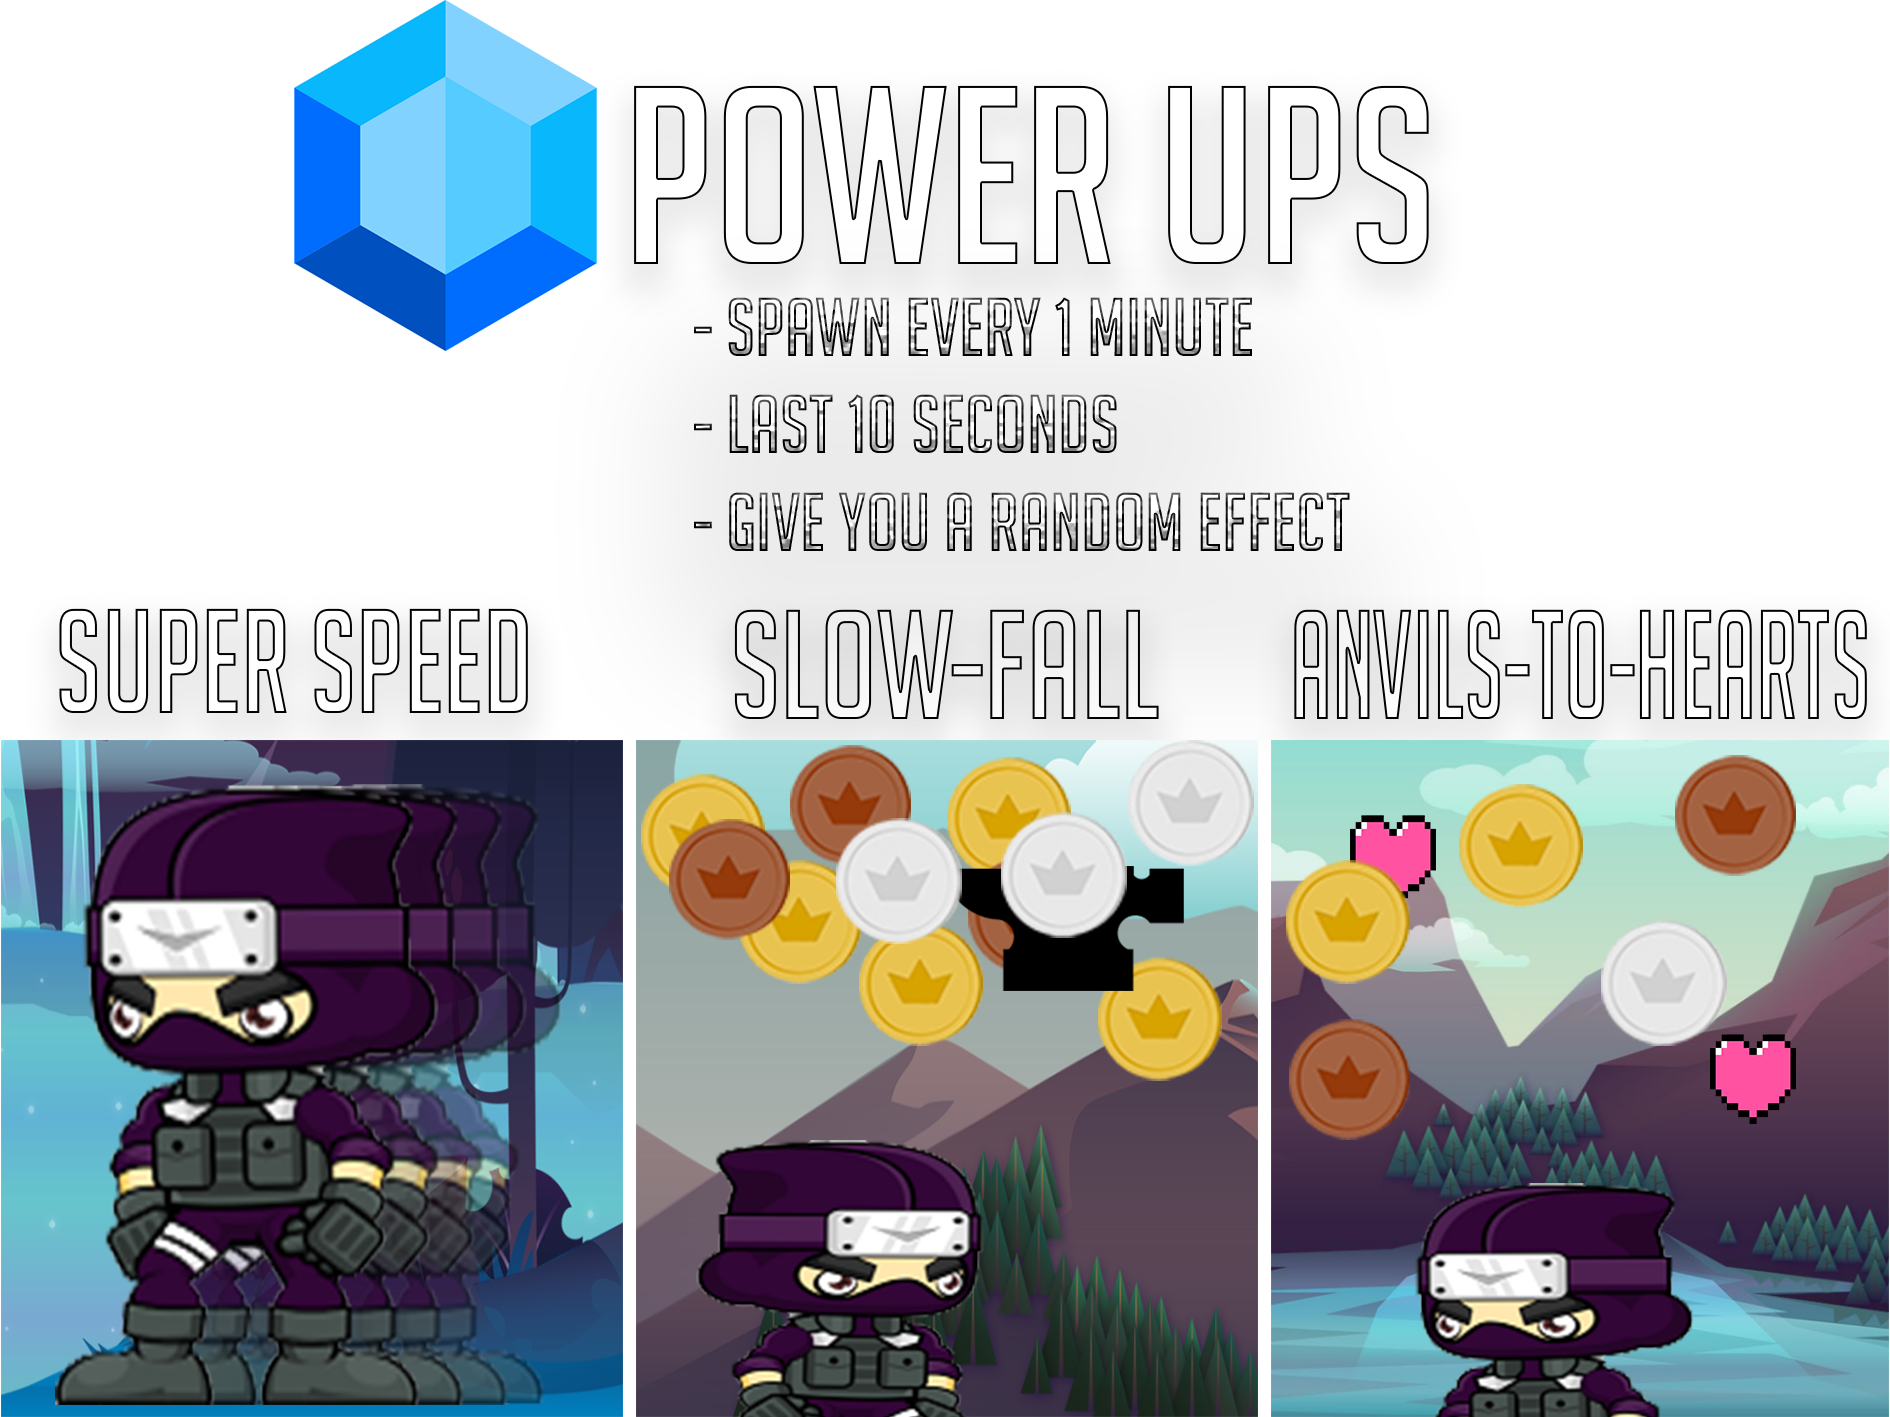 POWER UPS
- SPAWN EVERY 1 MINUTE
- LAST 10 SECONDS
- GIVE YOU A RANDOM EFFECT
SUPER SPEED
SLOW-FALL
ANVILS-TO-HEARTS